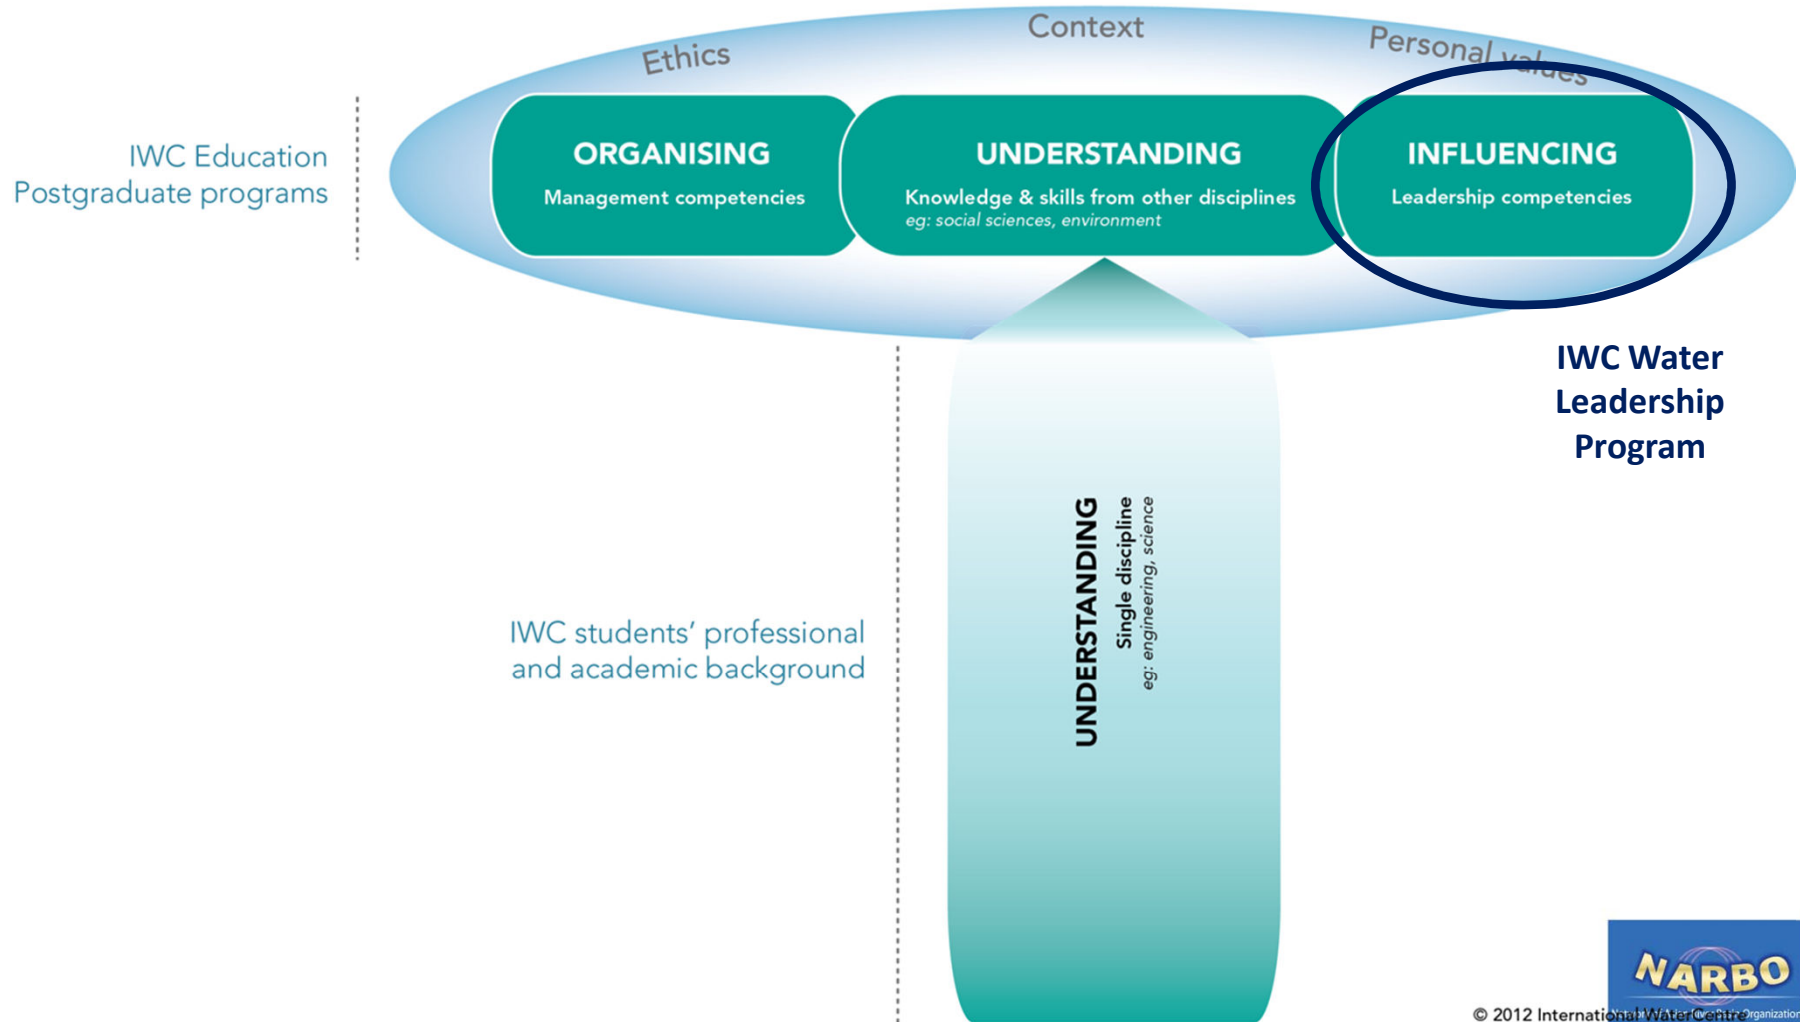 Context
Ethics
Personal values
IWC Education
Postgraduate programs
ORGANISING
Management competencies
UNDERSTANDING
Knowledge & skills from other disciplines
eg: social sciences, environment
INFLUENCING
Leadership competencies
IWC Water
Leadership
Program
IWC students’ professional
and academic background
UNDERSTANDING
Single discipline
eg: engineering, science
NARBO
© 2012 International WaterCentre